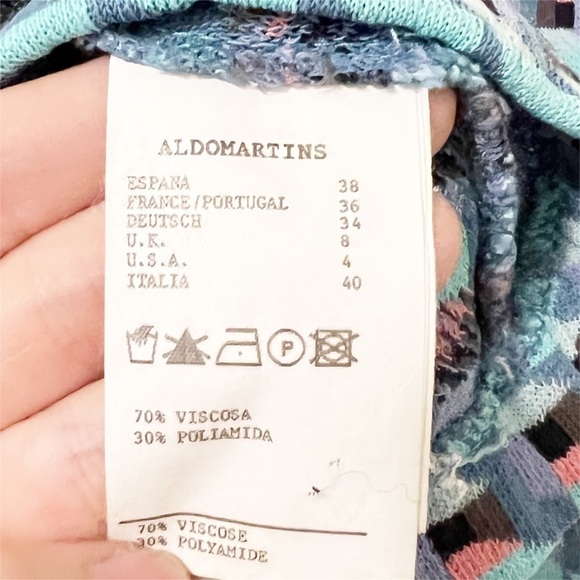 ALDOMARTINS
ESPANA 38
FRANCE/PORTUGAL 36
DEUTSCH 34
U.K. 8
U.S.A. 4
ITALIA 40
P
70% VISCOSA
30% POLIAMIDA
70% VISCOSE
30% POLYAMIDE